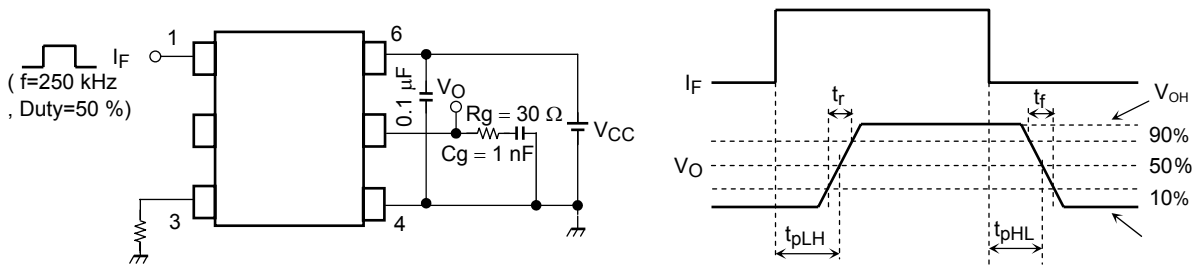 1
I_F
( f=250 kHz
, Duty=50 %)
3
6
0.1 μF
V_O
Rg = 30 Ω
Cg = 1 nF
V_CC
4
I_F
t_r
t_f
V_OH
90%
V_O
50%
10%
t_pLH
t_pHL